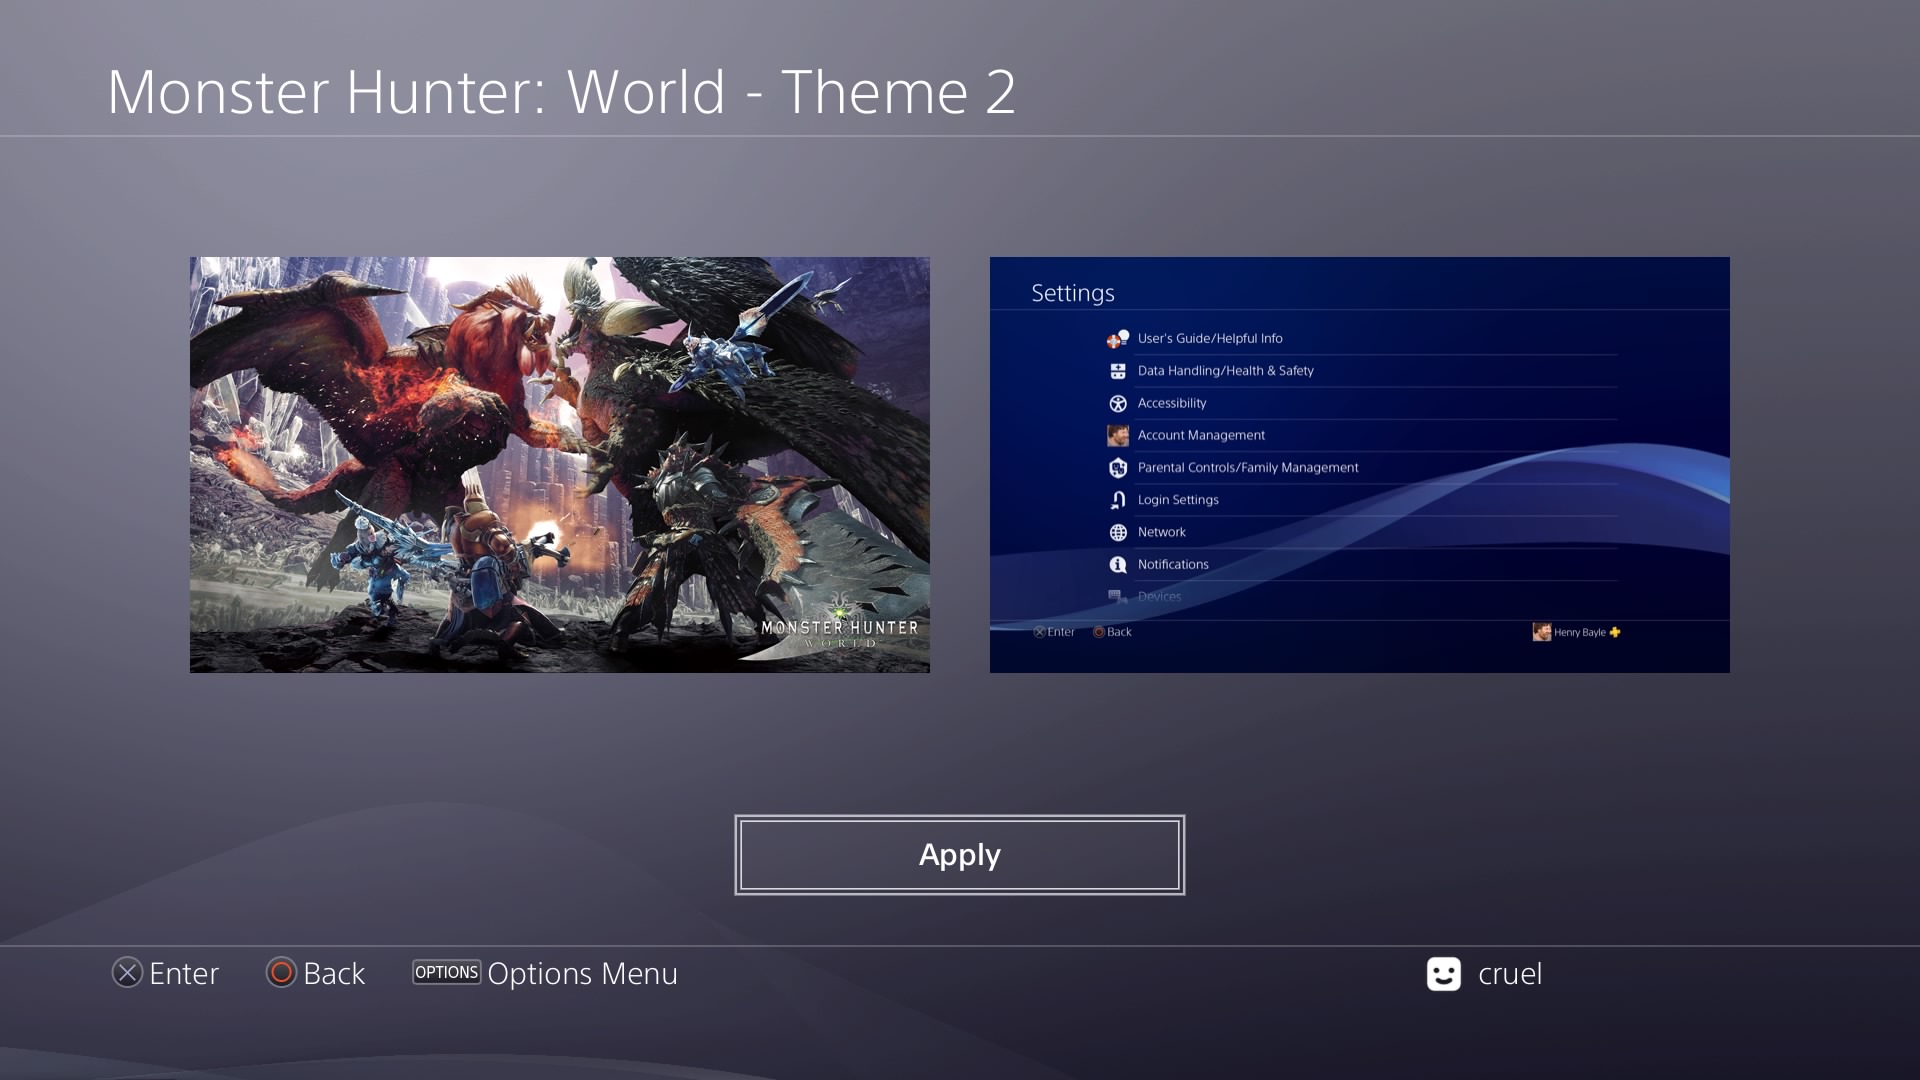 Monster Hunter: World - Theme 2
MONSTER HUNTER
WORLD
Settings
User's Guide/Helpful Info
Data Handling/Health & Safety
Accessibility
Account Management
Parental Controls/Family Management
Login Settings
Network
Notifications
Devices
Enter Back Henry Bayle
Apply
Enter Back OPTIONS Options Menu cruel